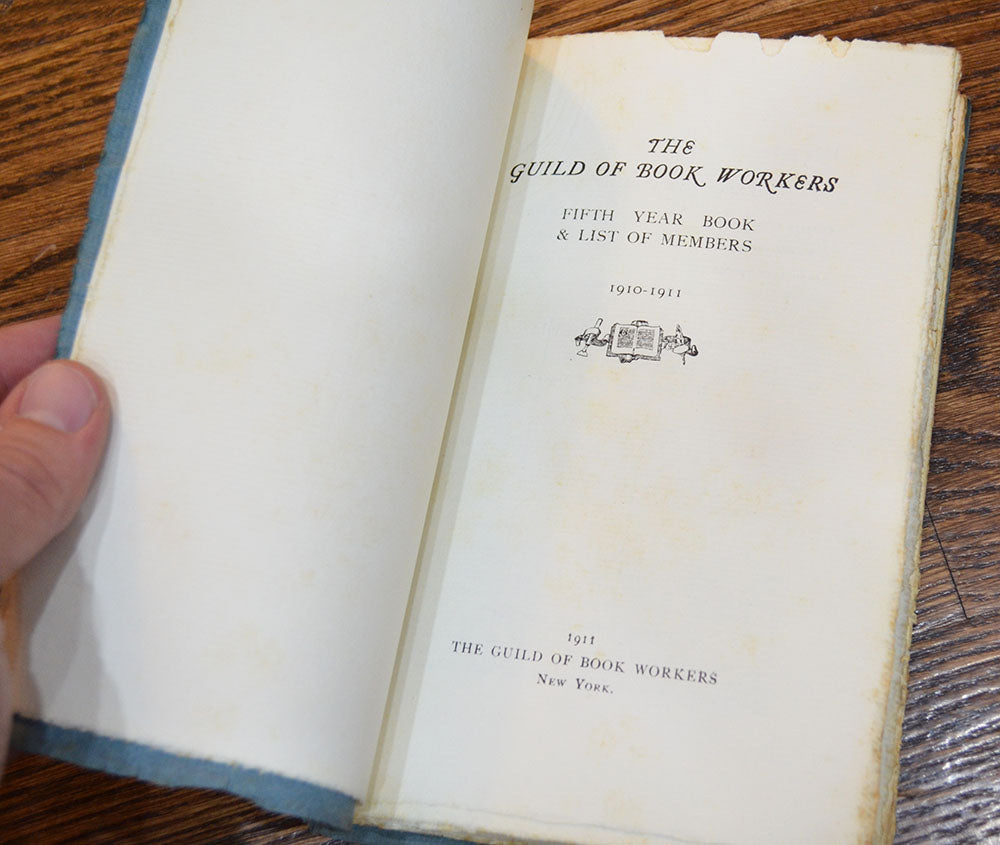 THE
GUILD OF BOOK WORKERS
FIFTH YEAR BOOK
& LIST OF MEMBERS
1910-1911
1911
THE GUILD OF BOOK WORKERS
NEW YORK.